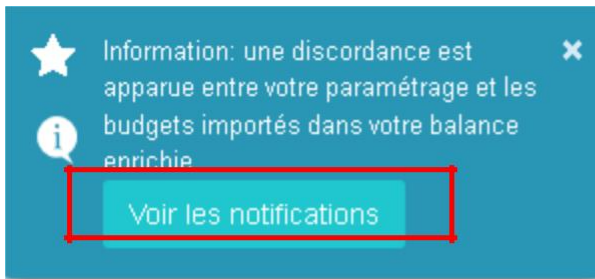 Information: une discordance est
apparue entre votre paramétrage et les
budgets importés dans votre balance
enrichie
Voir les notifications